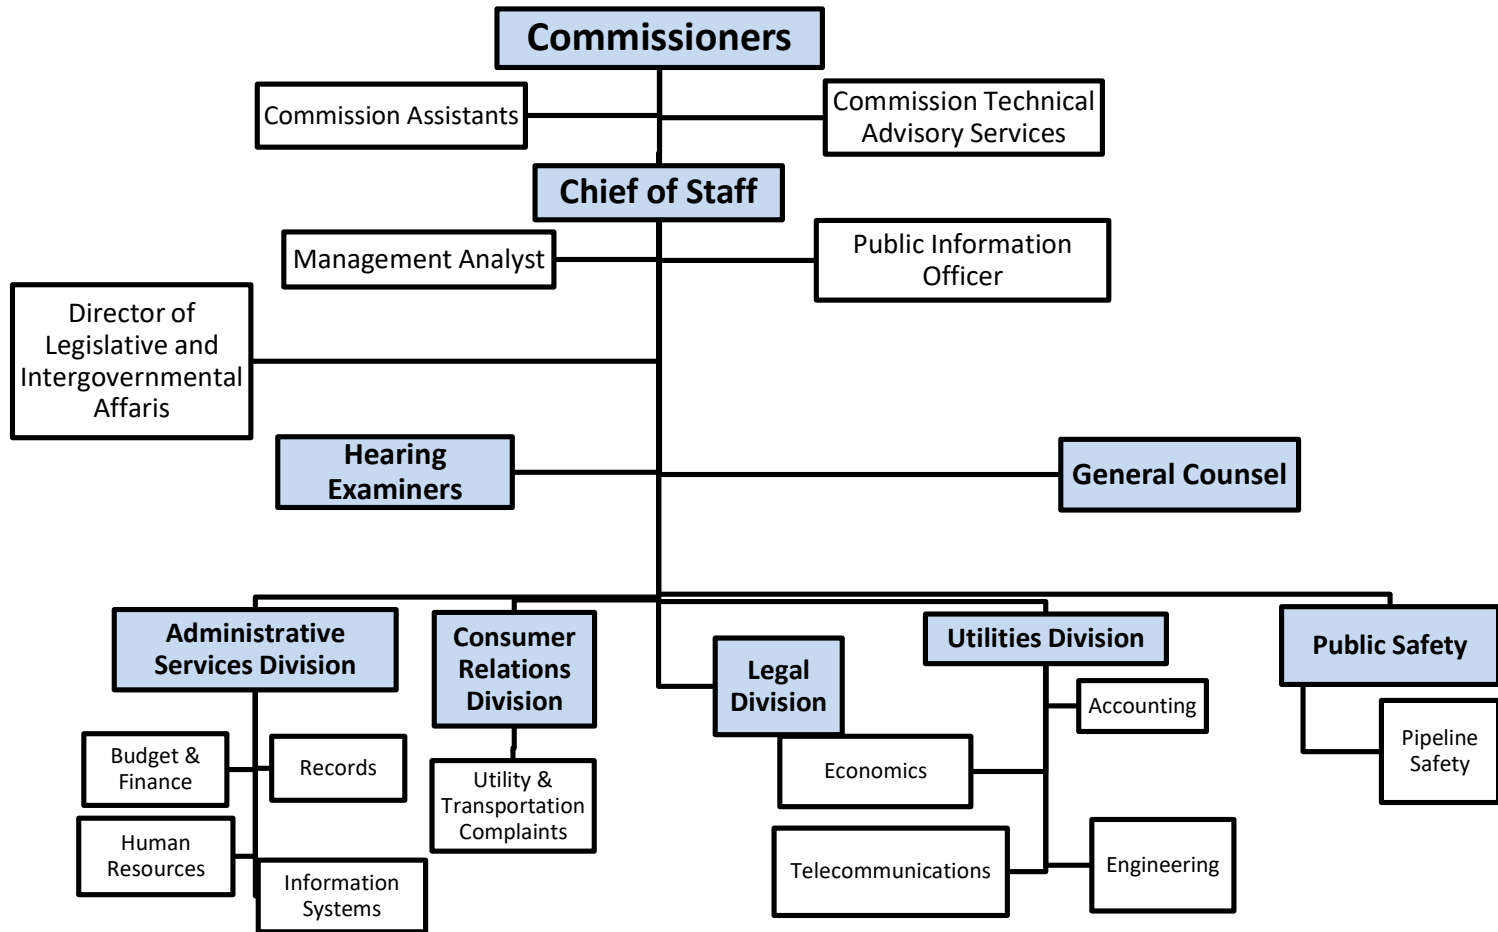 Commissioners
Commission Assistants
Commission Technical
Advisory Services
Chief of Staff
Management Analyst
Public Information
Officer
Director of
Legislative and
Intergovernmental
Affaris
Hearing
Examiners
General Counsel
Administrative
Services Division
Consumer
Relations
Division
Legal
Division
Utilities Division
Public Safety
Budget &
Finance
Records
Human
Resources
Information
Systems
Utility &
Transportation
Complaints
Accounting
Economics
Telecommunications
Engineering
Pipeline
Safety